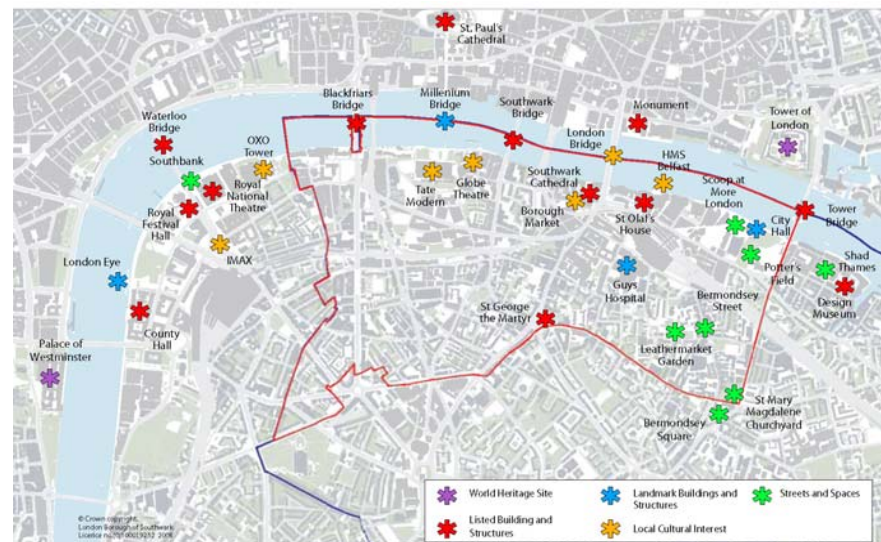 St. Paul's
Cathedral
Blackfriars
Bridge
Millenium
Bridge
Southwark
Bridge
Monument
Tower of
London
Waterloo
Bridge
Southbank
OXO
Tower
London
Bridge
HMS
Belfast
Royal
National
Theatre
Tate
Modern
Globe
Theatre
Southwark
Cathedral
Borough
Market
St Olaf's
House
Scoop at
More
London
City
Hall
Tower
Bridge
Royal
Festival
Hall
IMAX
London Eye
Guys
Hospital
Potter's
Field
Shad
Thames
Design
Museum
County
Hall
St George
the Martyr
Bermondsey
Street
Leathermarket
Garden
Palace of
Westminster
St Mary
Magdalene
Churchyard
Bermondsey
Square
World Heritage Site
Landmark Buildings and
Structures
Streets and Spaces
Listed Building and
Structures
Local Cultural Interest
© Crown copyright.
London Borough of Southwark